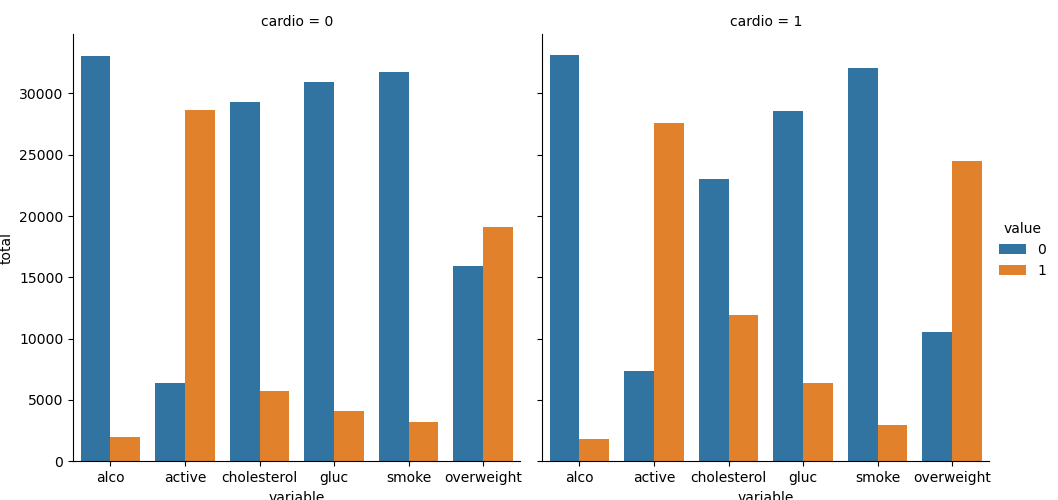 cardio = 0
cardio = 1
total
30000
25000
20000
15000
10000
5000
0
alco active cholesterol gluc smoke overweight
variable
alco active cholesterol gluc smoke overweight
variable
value
0
1